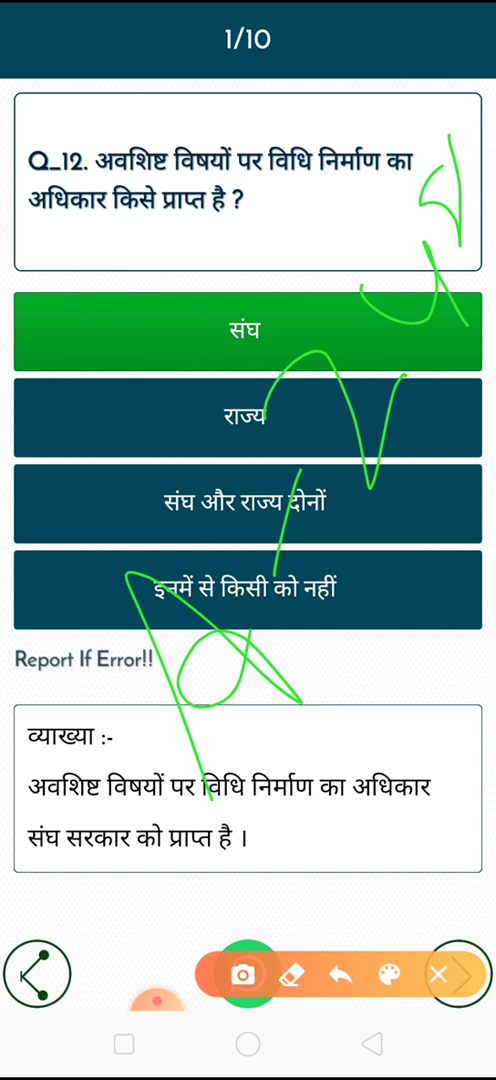 1/10
Q_12. अवशिष्ट विषयों पर विधि निर्माण का
अधिकार किसे प्राप्त है ?
संघ
राज्य
संघ और राज्य दोनों
इनमें से किसी को नहीं
Report If Error!!
व्याख्या :-
अवशिष्ट विषयों पर विधि निर्माण का अधिकार
संघ सरकार को प्राप्त है ।